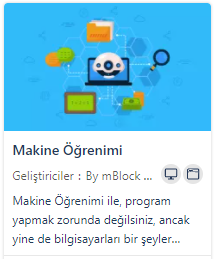 Makine Öğrenimi
Geliştiriciler : By mBlock ...
Makine Öğrenimi ile, program
yapmak zorunda değilsiniz, ancak
yine de bilgisayarları bir şeyler...